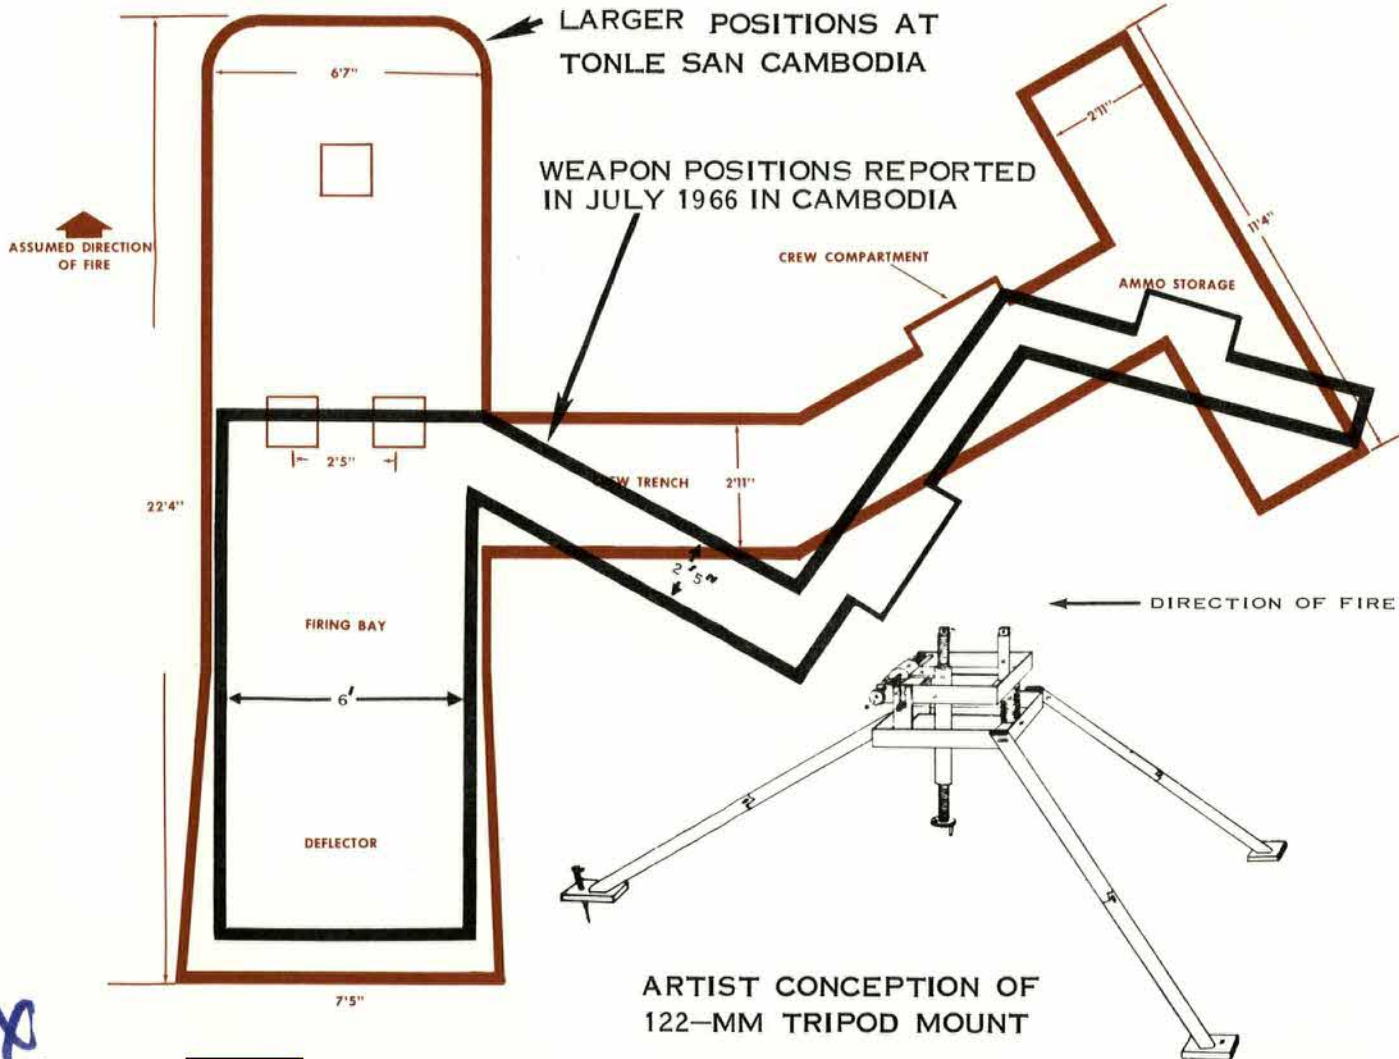 LARGER POSITIONS AT
TONLE SAN CAMBODIA
6'7"
2'11"
WEAPON POSITIONS REPORTED
IN JULY 1966 IN CAMBODIA
11'4"
ASSUMED DIRECTION
OF FIRE
CREW COMPARTMENT
AMMO STORAGE
2'5"
TRENCH
2'11"
22'4"
2'5"
DIRECTION OF FIRE
FIRING BAY
6'
DEFLECTOR
7'5"
ARTIST CONCEPTION OF
122-MM TRIPOD MOUNT